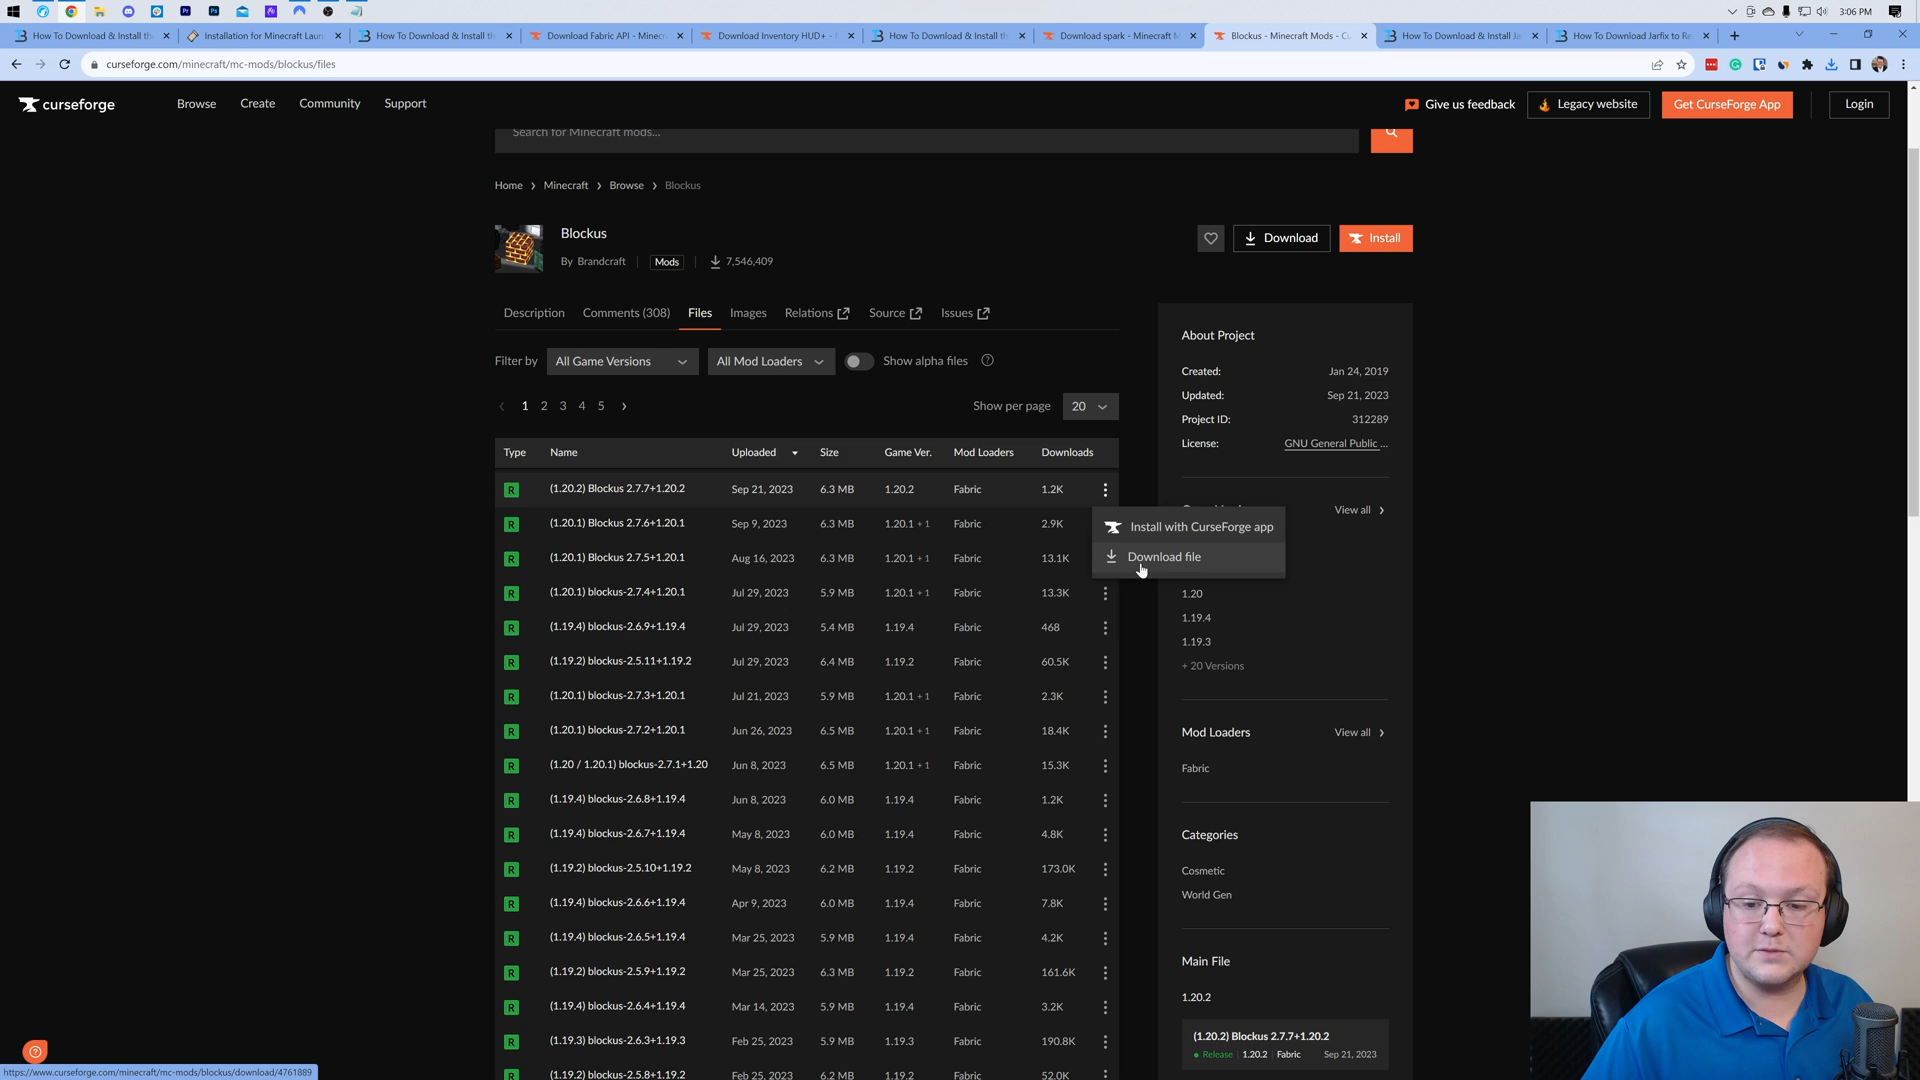 3:06 PM
How To Download & Install th
Installation for Minecraft Laun
How To Download & Install th
Download Fabric API - Minecr
Download Inventory HUD+ -
How To Download & Install th
Download spark - Minecraft M
Blockus - Minecraft Mods - Cu
How To Download & Install Ja
How To Download Jarfix to Re
curseforge.com/minecraft/mc-mods/blockus/files
curseforge
Browse
Create
Community
Support
Give us feedback
Legacy website
Get CurseForge App
Login
Search for Minecraft mods...
Home > Minecraft > Browse > Blockus
Blockus
By Brandcraft
Mods
7,546,409
Download
Install
Description
Comments (308)
Files
Images
Relations
Source
Issues
Filter by
All Game Versions
All Mod Loaders
Show alpha files
1 2 3 4 5
Show per page
20
Type Name Uploaded Size Game Ver. Mod Loaders Downloads
R (1.20.2) Blockus 2.7.7+1.20.2 Sep 21, 2023 6.3 MB 1.20.2 Fabric 1.2K
R (1.20.1) Blockus 2.7.6+1.20.1 Sep 9, 2023 6.3 MB 1.20.1 + 1 Fabric 2.9K
R (1.20.1) Blockus 2.7.5+1.20.1 Aug 16, 2023 6.3 MB 1.20.1 + 1 Fabric 13.1K
R (1.20.1) blockus-2.7.4+1.20.1 Jul 29, 2023 5.9 MB 1.20.1 + 1 Fabric 13.3K
R (1.19.4) blockus-2.6.9+1.19.4 Jul 29, 2023 5.4 MB 1.19.4 Fabric 468
R (1.19.2) blockus-2.5.11+1.19.2 Jul 29, 2023 6.4 MB 1.19.2 Fabric 60.5K
R (1.20.1) blockus-2.7.3+1.20.1 Jul 21, 2023 5.9 MB 1.20.1 + 1 Fabric 2.3K
R (1.20.1) blockus-2.7.2+1.20.1 Jun 26, 2023 6.5 MB 1.20.1 + 1 Fabric 18.4K
R (1.20 / 1.20.1) blockus-2.7.1+1.20 Jun 8, 2023 6.5 MB 1.20.1 + 1 Fabric 15.3K
R (1.19.4) blockus-2.6.8+1.19.4 Jun 8, 2023 6.0 MB 1.19.4 Fabric 1.2K
R (1.19.4) blockus-2.6.7+1.19.4 May 8, 2023 6.0 MB 1.19.4 Fabric 4.8K
R (1.19.2) blockus-2.5.10+1.19.2 May 8, 2023 6.2 MB 1.19.2 Fabric 173.0K
R (1.19.4) blockus-2.6.6+1.19.4 Apr 9, 2023 6.0 MB 1.19.4 Fabric 7.8K
R (1.19.4) blockus-2.6.5+1.19.4 Mar 25, 2023 5.9 MB 1.19.4 Fabric 4.2K
R (1.19.2) blockus-2.5.9+1.19.2 Mar 25, 2023 6.3 MB 1.19.2 Fabric 161.6K
R (1.19.4) blockus-2.6.4+1.19.4 Mar 14, 2023 5.9 MB 1.19.4 Fabric 3.2K
R (1.19.3) blockus-2.6.3+1.19.3 Feb 25, 2023 5.9 MB 1.19.3 Fabric 190.8K
R (1.19.2) blockus-2.5.8+1.19.2 Feb 25, 2023 6.2 MB 1.19.2 Fabric 52.0K
Install with CurseForge app
Download file
About Project
Created: Jan 24, 2019
Updated: Sep 21, 2023
Project ID: 312289
License: GNU General Public ...
View all
1.20
1.19.4
1.19.3
+ 20 Versions
Mod Loaders
View all
Fabric
Categories
Cosmetic
World Gen
Main File
1.20.2
(1.20.2) Blockus 2.7.7+1.20.2
Release 1.20.2 Fabric Sep 21, 2023
https://www.curseforge.com/minecraft/mc-mods/blockus/download/4761889